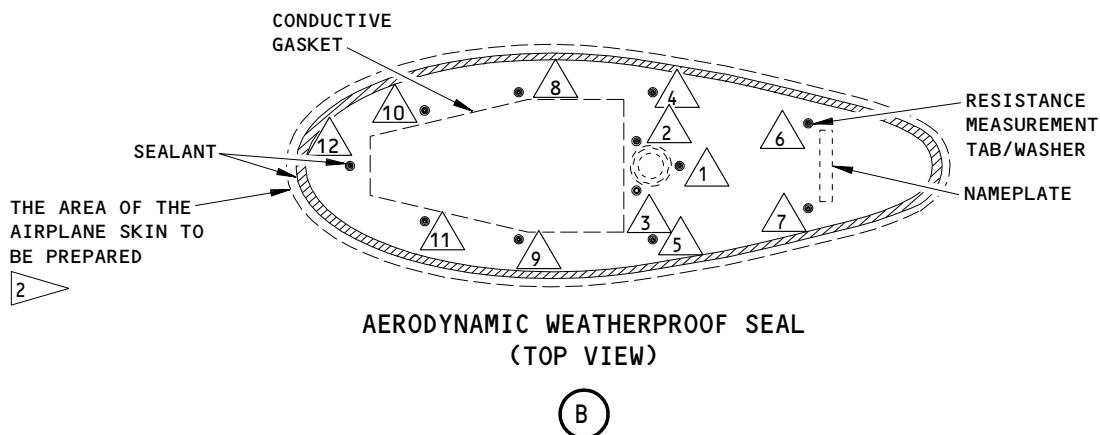 CONDUCTIVE
GASKET
8
4
10
2
6
RESISTANCE
MEASUREMENT
TAB/WASHER
12
SEALANT
1
NAMEPLATE
THE AREA OF THE
AIRPLANE SKIN TO
BE PREPARED
2
11
9
3
5
7
AERODYNAMIC WEATHERPROOF SEAL
(TOP VIEW)
B